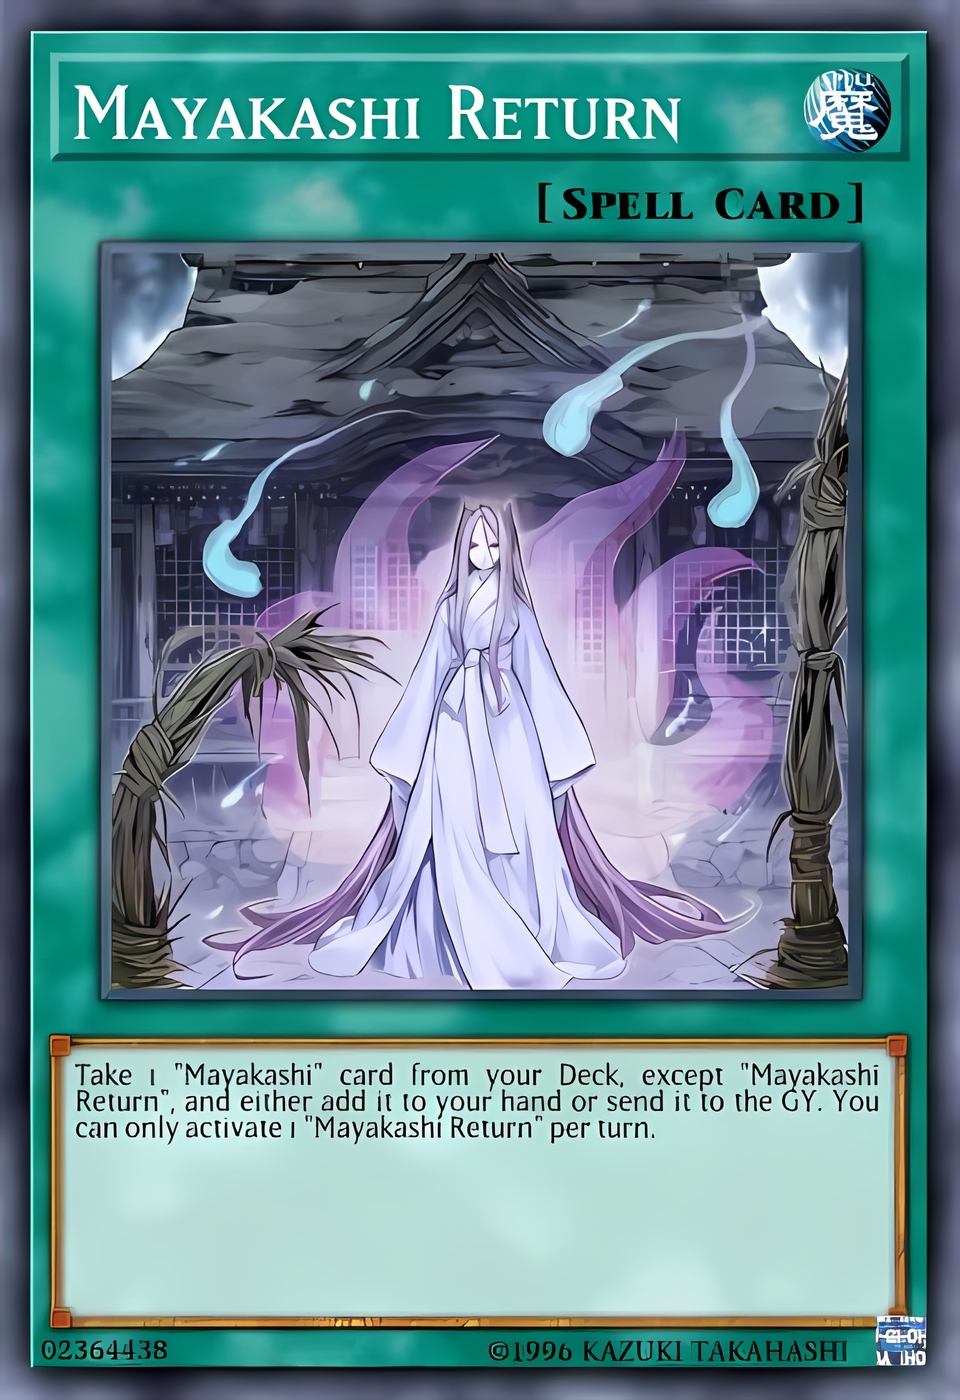 MAYAKASHI RETURN
魔
[SPELL CARD]
Take 1 "Mayakashi" card from your Deck, except "Mayakashi
Return", and either add it to your hand or send it to the GY. You
can only activate 1 "Mayakashi Return" per turn.
02364438
©1996 KAZUKI TAKAHASHI